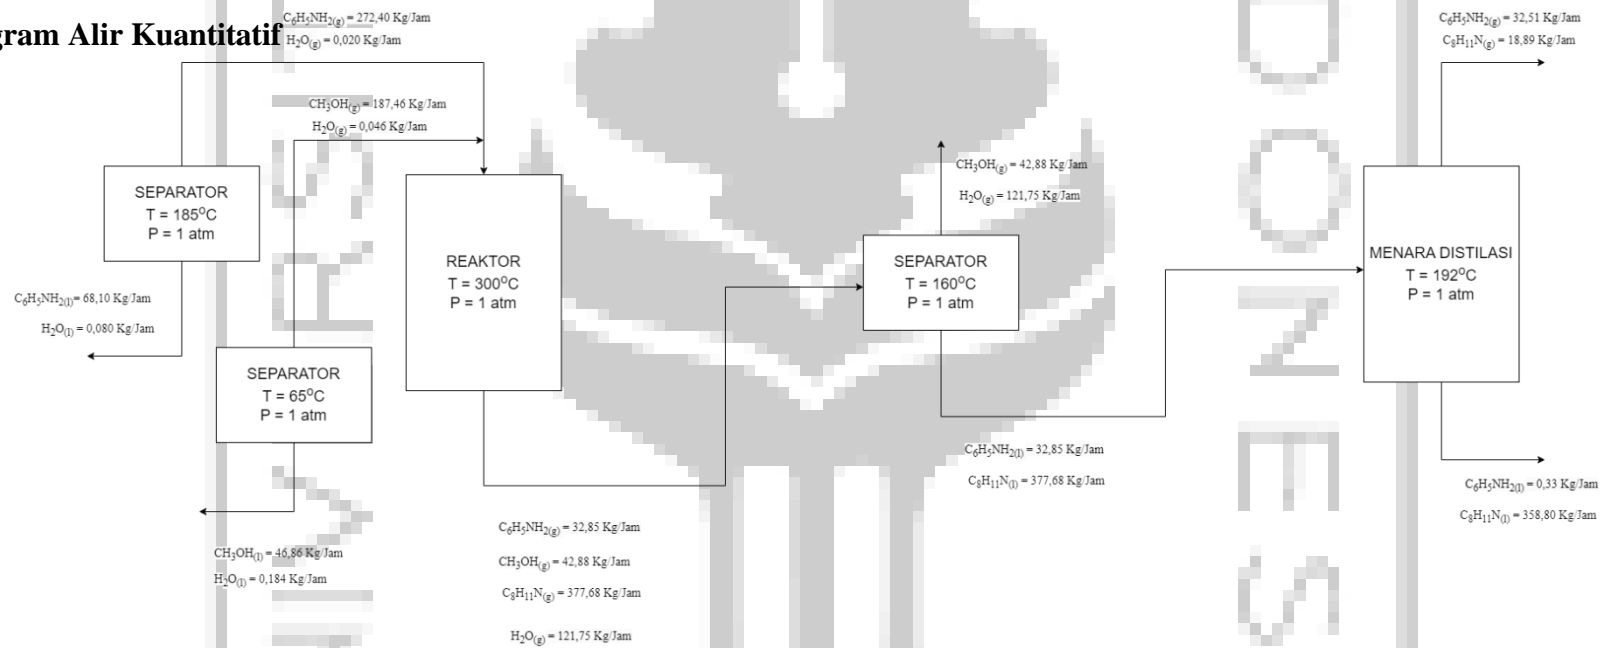 C₆H₅NH₂₍g₎ = 272,40 Kg/Jam
gram Alir Kuantitatif
H₂O₍g₎ = 0,020 Kg/Jam
CH₃OH₍g₎ = 187,46 Kg/Jam
H₂O₍g₎ = 0,046 Kg/Jam
SEPARATOR
T = 185⁰C
P = 1 atm
C₆H₅NH₂₍l₎= 68,10 Kg/Jam
H₂O₍l₎ = 0,080 Kg/Jam
SEPARATOR
T = 65⁰C
P = 1 atm
CH₃OH₍l₎ = 46,86 Kg/Jam
H₂O₍l₎ = 0,184 Kg/Jam
REAKTOR
T = 300⁰C
P = 1 atm
C₆H₅NH₂₍g₎ = 32,85 Kg/Jam
CH₃OH₍g₎ = 42,88 Kg/Jam
C₈H₁₁N₍g₎ = 377,68 Kg/Jam
H₂O₍g₎ = 121,75 Kg/Jam
CH₃OH₍g₎ = 42,88 Kg/Jam
H₂O₍g₎ = 121,75 Kg/Jam
SEPARATOR
T = 160⁰C
P = 1 atm
C₆H₅NH₂₍l₎ = 32,85 Kg/Jam
C₈H₁₁N₍l₎ = 377,68 Kg/Jam
C₆H₅NH₂₍g₎ = 32,51 Kg/Jam
C₈H₁₁N₍g₎ = 18,89 Kg/Jam
MENARA DISTILASI
T = 192⁰C
P = 1 atm
C₆H₅NH₂₍l₎ = 0,33 Kg/Jam
C₈H₁₁N₍l₎ = 358,80 Kg/Jam